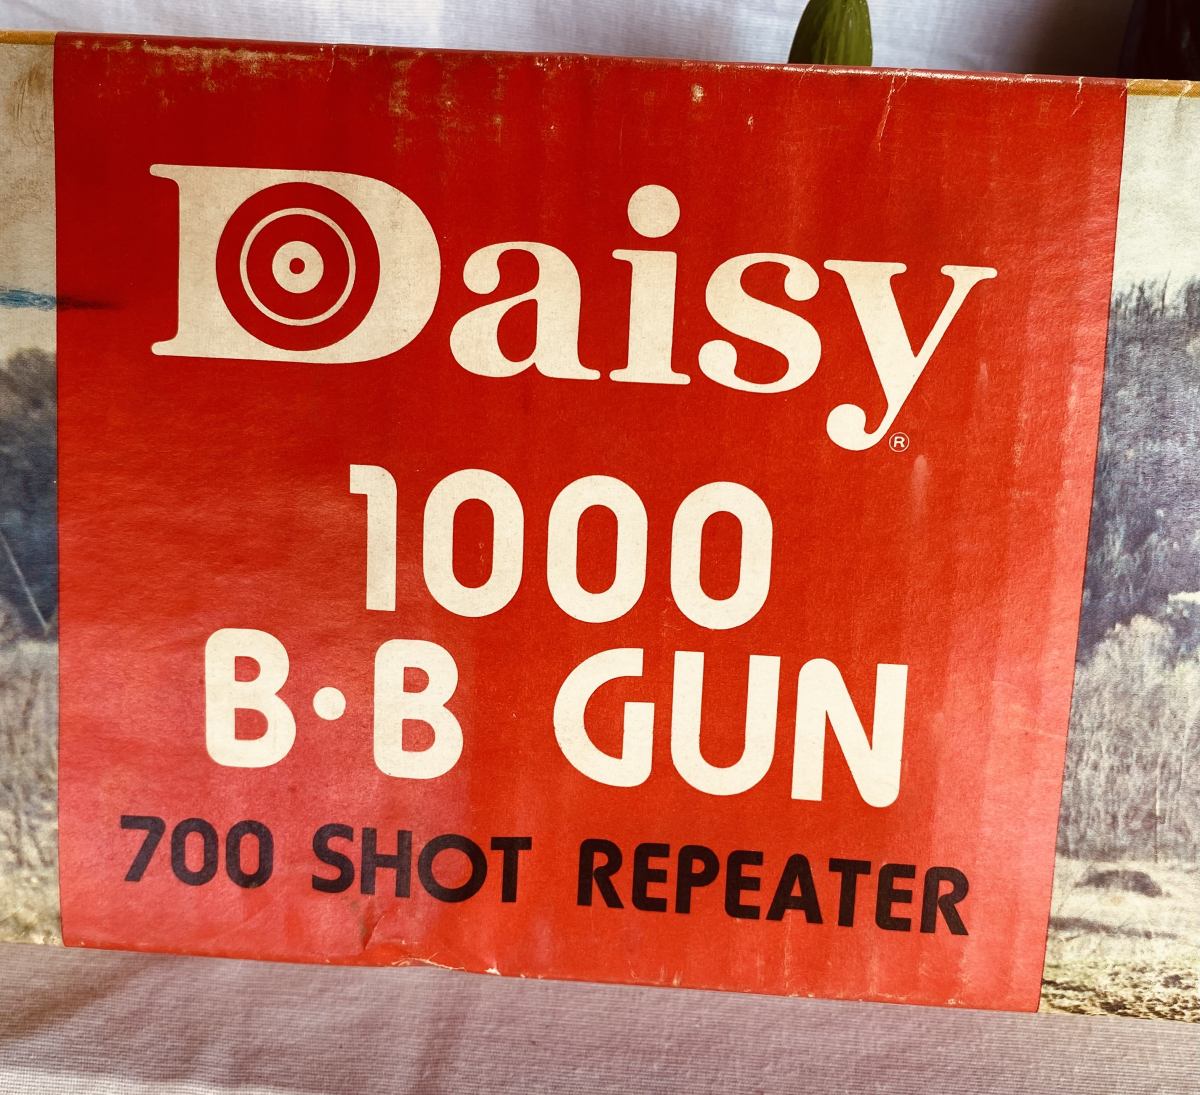 Daisy®
1000
B·B GUN
700 SHOT REPEATER